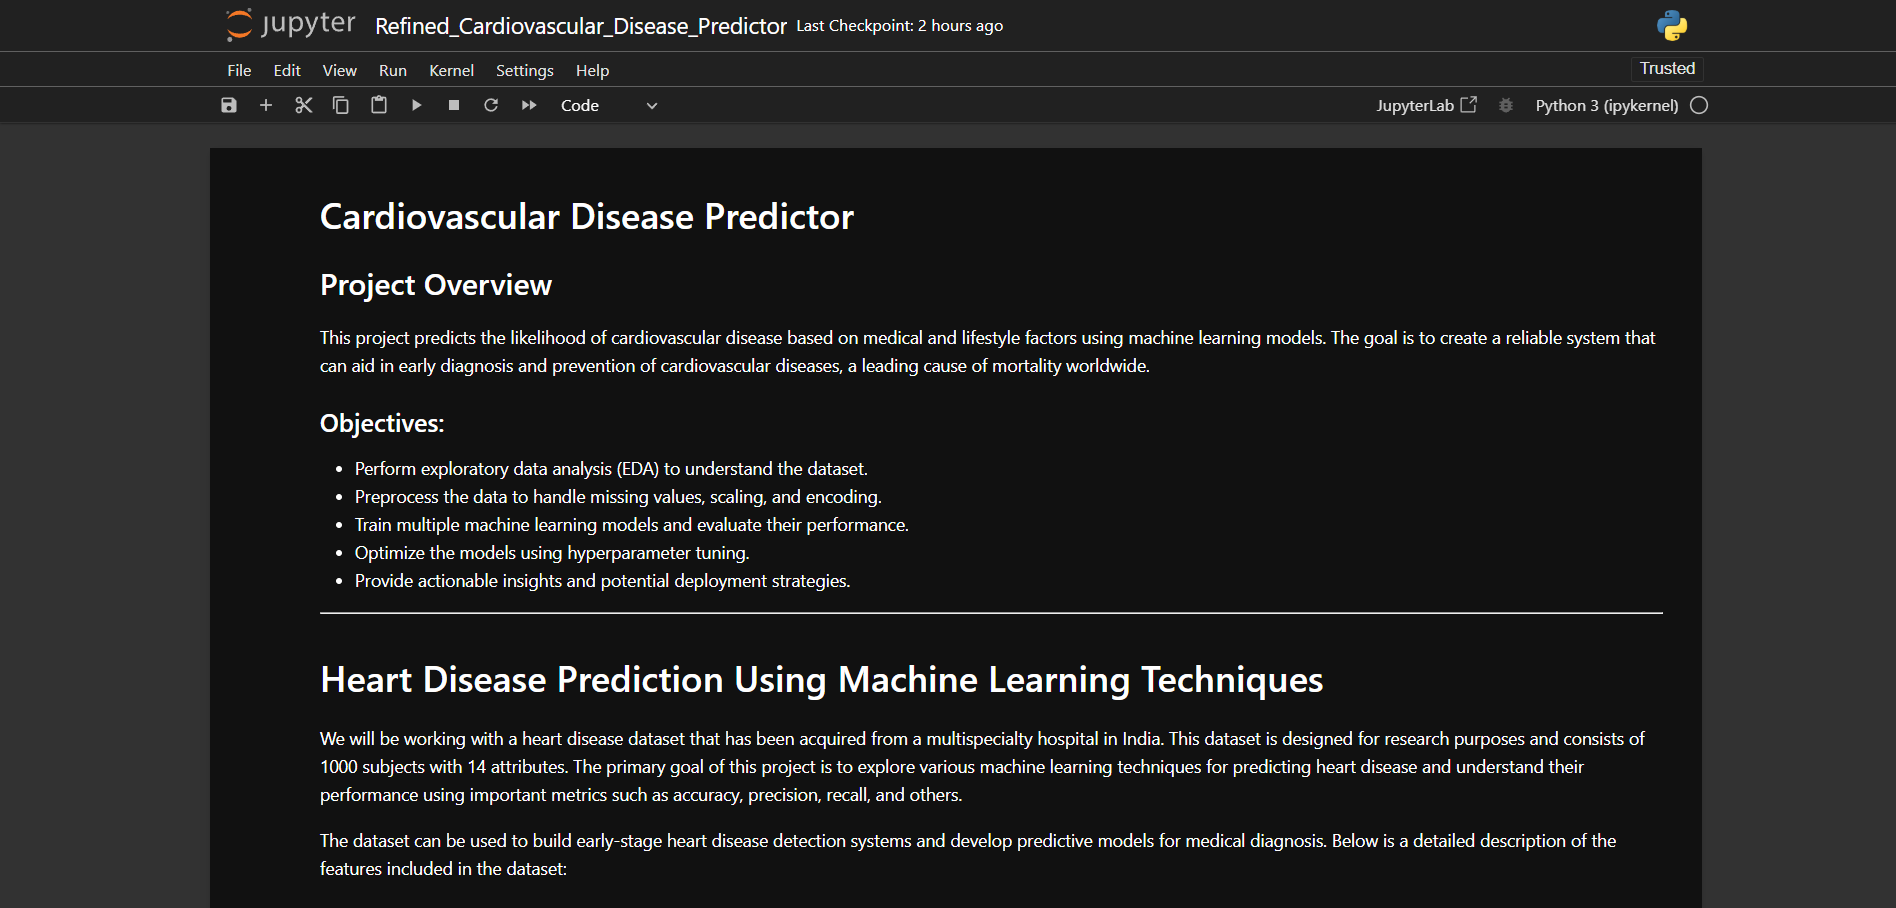 jupyter Refined_Cardiovascular_Disease_Predictor Last Checkpoint: 2 hours ago
File Edit View Run Kernel Settings Help Trusted
Code JupyterLab Python 3 (ipykernel)
Cardiovascular Disease Predictor
Project Overview
This project predicts the likelihood of cardiovascular disease based on medical and lifestyle factors using machine learning models. The goal is to create a reliable system that
can aid in early diagnosis and prevention of cardiovascular diseases, a leading cause of mortality worldwide.
Objectives:
• Perform exploratory data analysis (EDA) to understand the dataset.
• Preprocess the data to handle missing values, scaling, and encoding.
• Train multiple machine learning models and evaluate their performance.
• Optimize the models using hyperparameter tuning.
• Provide actionable insights and potential deployment strategies.
Heart Disease Prediction Using Machine Learning Techniques
We will be working with a heart disease dataset that has been acquired from a multispecialty hospital in India. This dataset is designed for research purposes and consists of
1000 subjects with 14 attributes. The primary goal of this project is to explore various machine learning techniques for predicting heart disease and understand their
performance using important metrics such as accuracy, precision, recall, and others.
The dataset can be used to build early-stage heart disease detection systems and develop predictive models for medical diagnosis. Below is a detailed description of the
features included in the dataset: